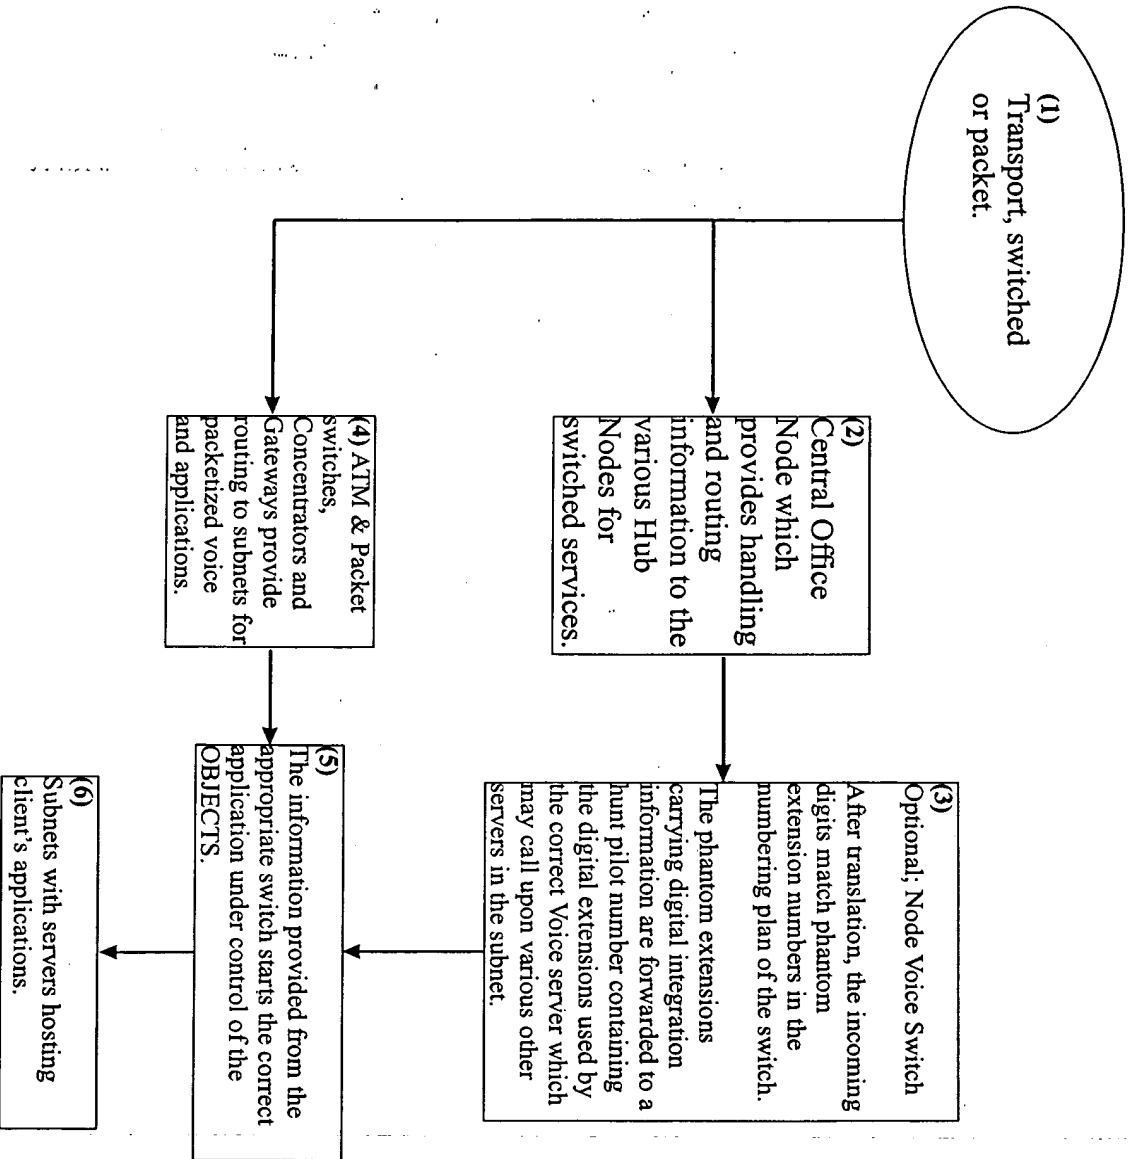 (1)
Transport, switched
or packet.
(2)
Central Office
Node which
provides handling
and routing
information to the
various Hub
Nodes for
switched services.
(3)
Optional; Node Voice Switch
After translation, the incoming
digits match phantom
extension numbers in the
numbering plan of the switch.
The phantom extensions
carrying digital integration
information are forwarded to a
hunt pilot number containing
the digital extensions used by
the correct Voice server which
may call upon various other
servers in the subnet.
(4) ATM & Packet
switches,
Concentrators and
Gateways provide
routing to subnets for
packetized voice
and applications.
(5)
The information provided from the
appropriate switch starts the correct
application under control of the
OBJECTS.
(6)
Subnets with servers hosting
client's applications.